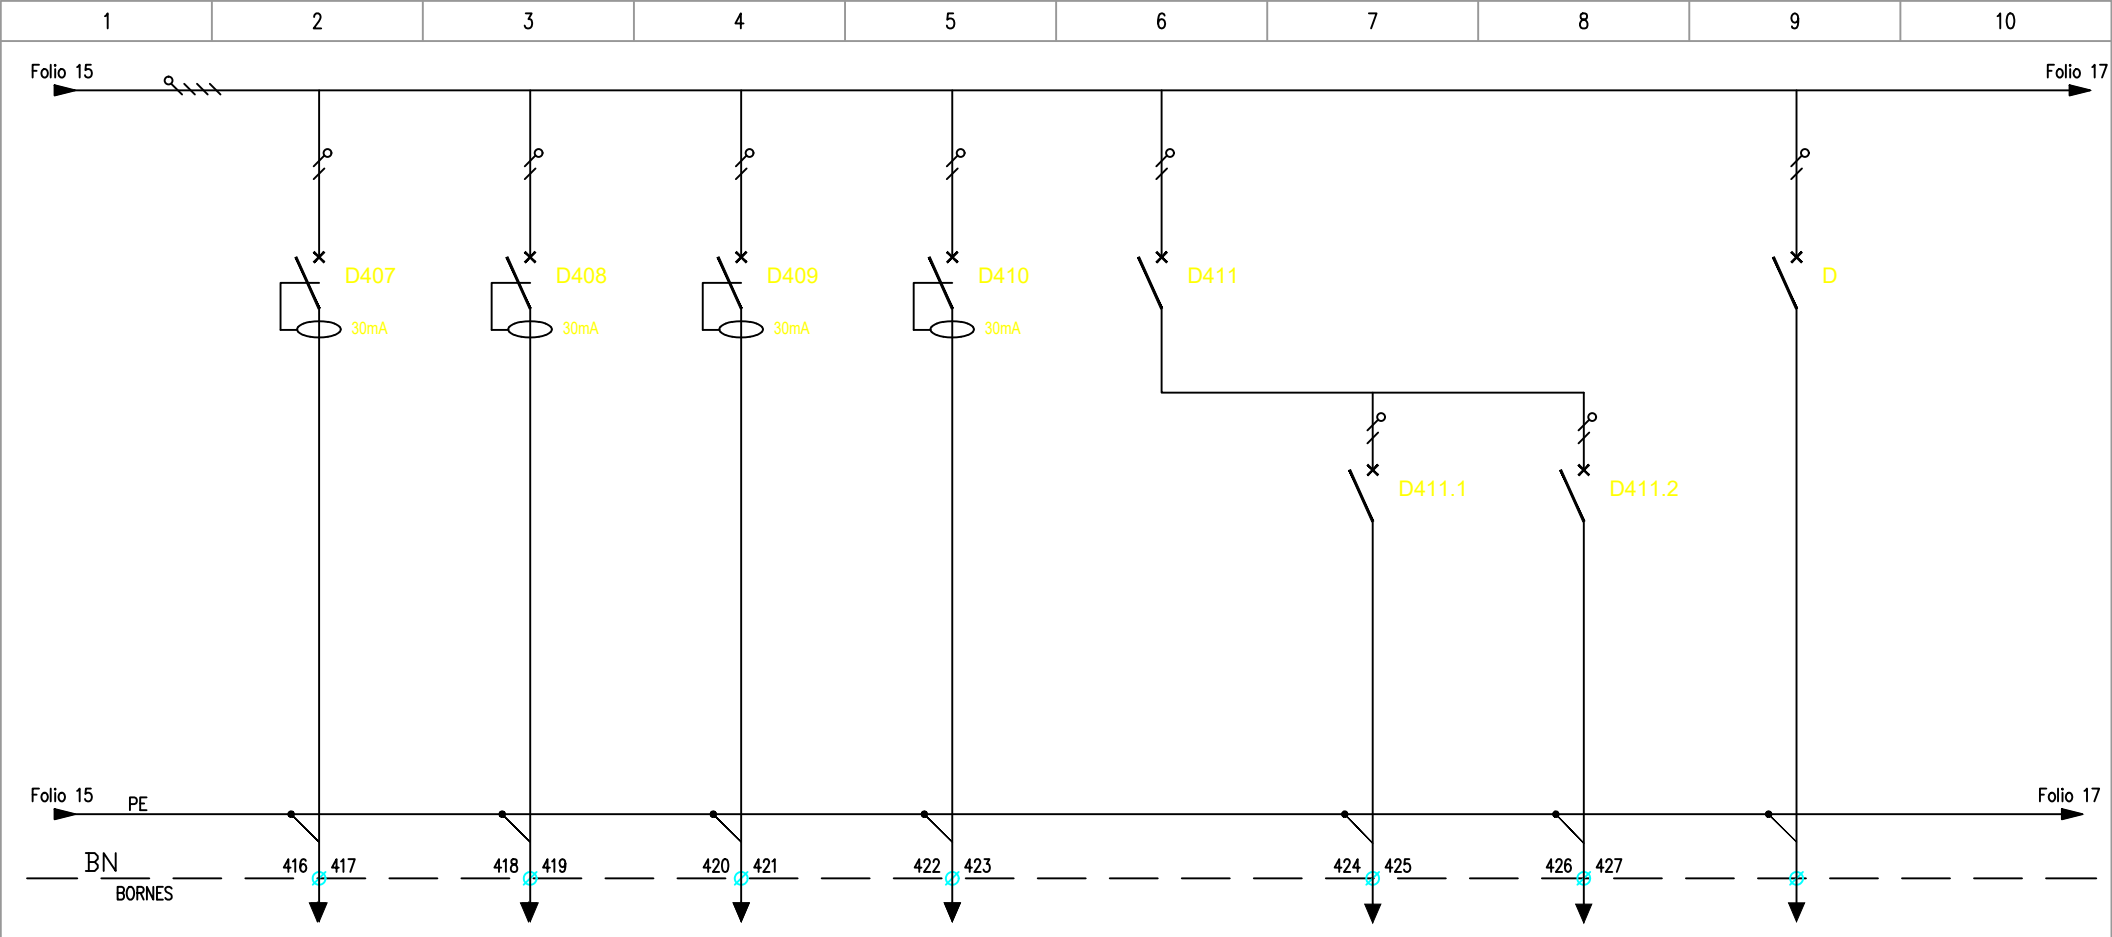 1 2 3 4 5 6 7 8 9 10
Folio 15 Folio 17
D407 D408 D409 D410 D411 D
30mA 30mA 30mA 30mA
D411.1 D411.2
Folio 15 PE Folio 17
BN 416 417 418 419 420 421 422 423 424 425 426 427
BORNES